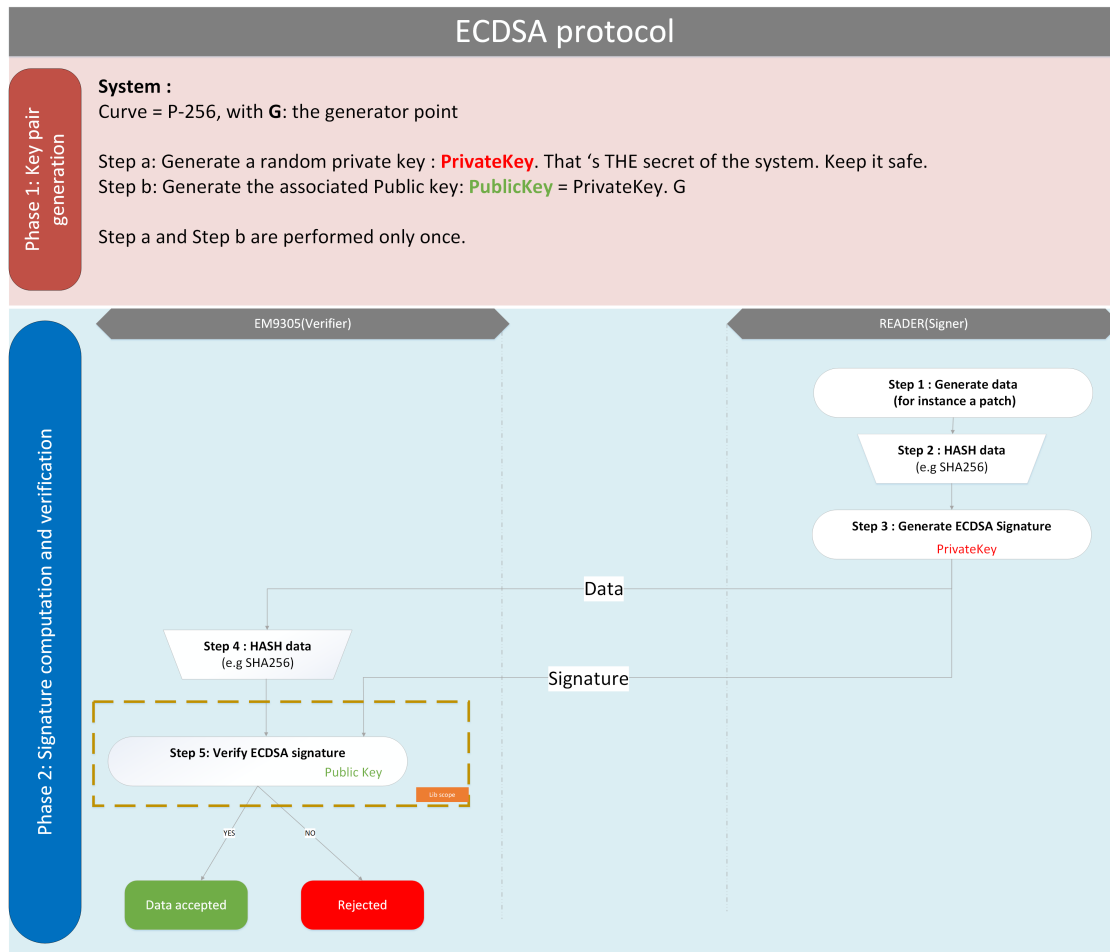 ECDSA protocol
Phase 1: Key pair
generation
System :
Curve = P-256, with G: the generator point
Step a: Generate a random private key : PrivateKey. That ‘s THE secret of the system. Keep it safe.
Step b: Generate the associated Public key: PublicKey = PrivateKey. G
Step a and Step b are performed only once.
Phase 2: Signature computation and verification
EM9305(Verifier)
READER(Signer)
Step 1 : Generate data
(for instance a patch)
Step 2 : HASH data
(e.g SHA256)
Step 3 : Generate ECDSA Signature
PrivateKey
Data
Step 4 : HASH data
(e.g SHA256)
Signature
Step 5: Verify ECDSA signature
Public Key
Lib scope
YES
NO
Data accepted
Rejected